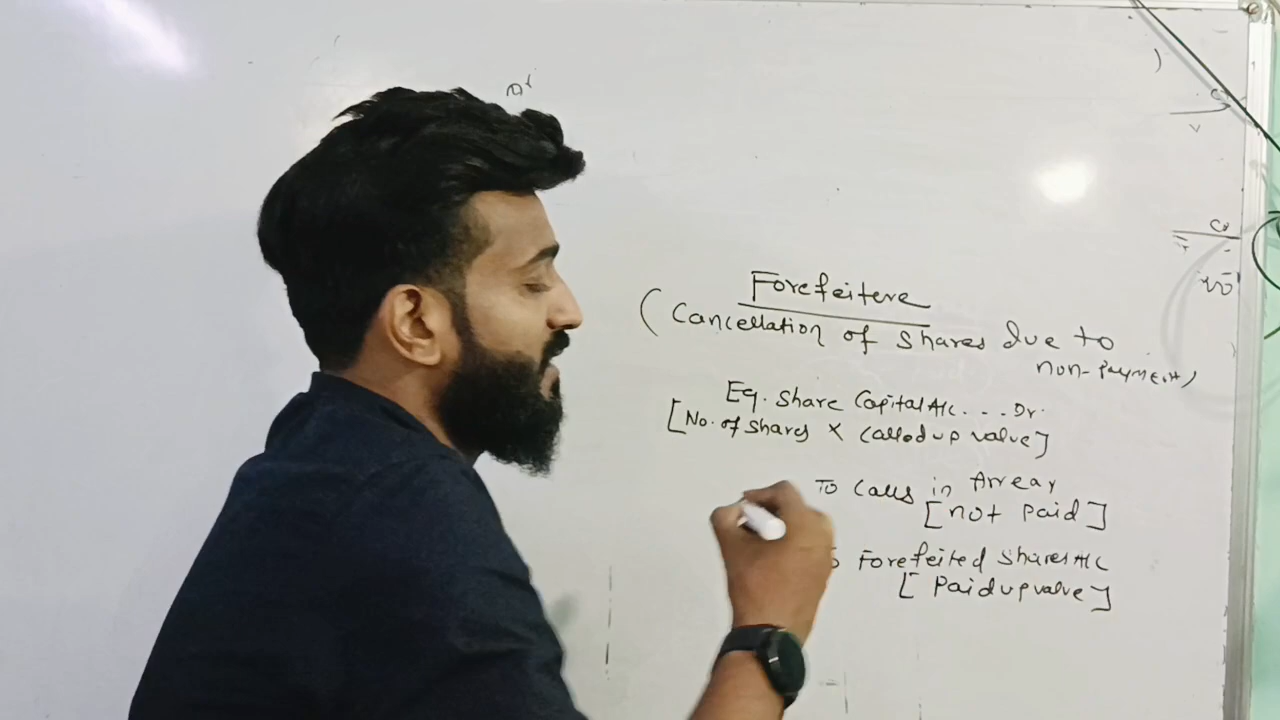 Forefeitere
(Cancellation of shares due to
non-payment)
Eq. Share Capital A/c ... Dr.
[No. of shares × called up value]
To Calls in Arrear
[not paid]
Forefeited shares A/c
[Paid up value]